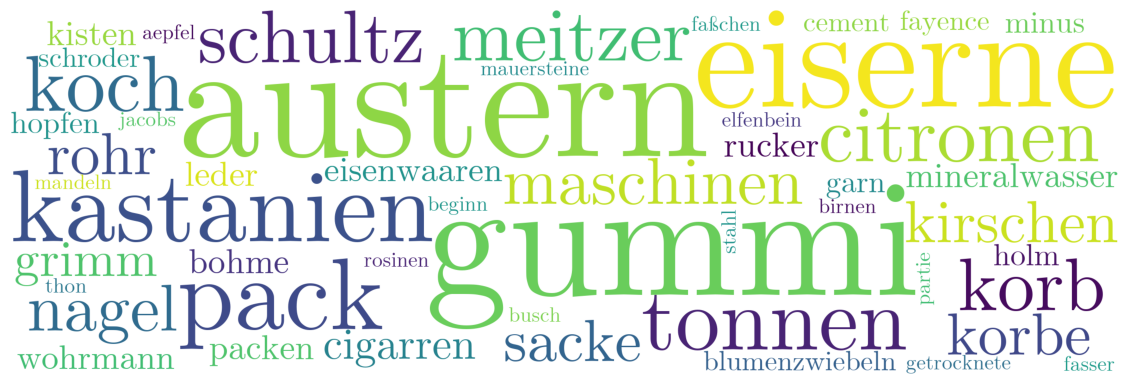 kisten
aepfel
schultz
meitzer
faßchen
cement
fayence
minus
schroder
koch
mauersteine
eiserne
austern
hopfen
jacobs
elfenbein
rohr
rucker
citronen
mandeln
leder
eisenwaaren
maschinen
garn
mineralwasser
kastanien
beginn
birnen
kirschen
gummi
stahl
grimm
bohme
rosinen
partie
holm
thon
nagel
pack
korb
busch
tonnen
korbe
wohrmann
packen
cigarren
sacke
blumenzwiebeln
getrocknete
fasser